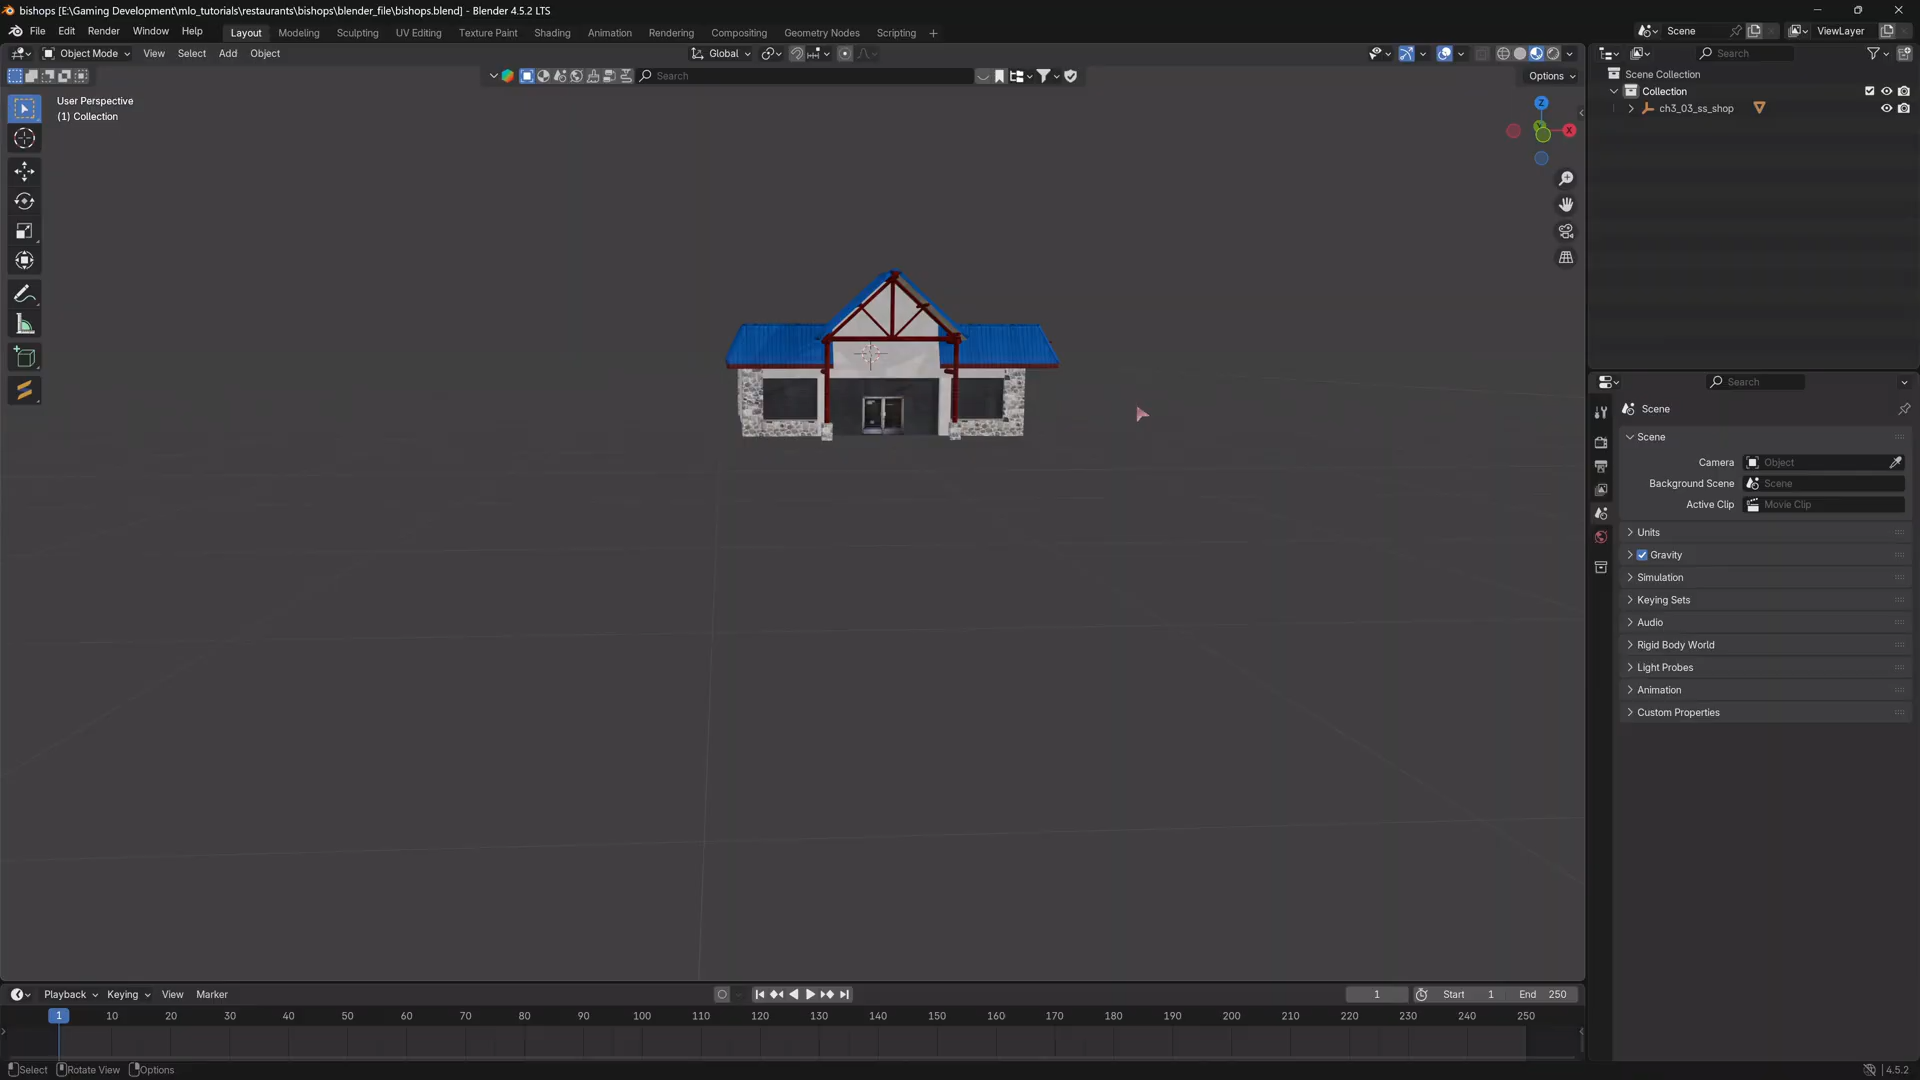 bishops [E:\Gaming Development\mlo_tutorials\restaurants\bishops\blender_file\bishops.blend] - Blender 4.5.2 LTS
File Edit Render Window Help Layout Modeling Sculpting UV Editing Texture Paint Shading Animation Rendering Compositing Geometry Nodes Scripting Scene ViewLayer
Object Mode View Select Add Object Global Search
Search Options
User Perspective
(1) Collection
Z
X
Scene Collection
Collection
ch3_03_ss_shop
Search
Scene
Scene
Camera Object
Background Scene Scene
Active Clip Movie Clip
Units
Gravity
Simulation
Keying Sets
Audio
Rigid Body World
Light Probes
Animation
Custom Properties
Playback Keying View Marker 1 Start 1 End 250
1 10 20 30 40 50 60 70 80 90 100 110 120 130 140 150 160 170 180 190 200 210 220 230 240 250
Select Rotate View Options 4.5.2